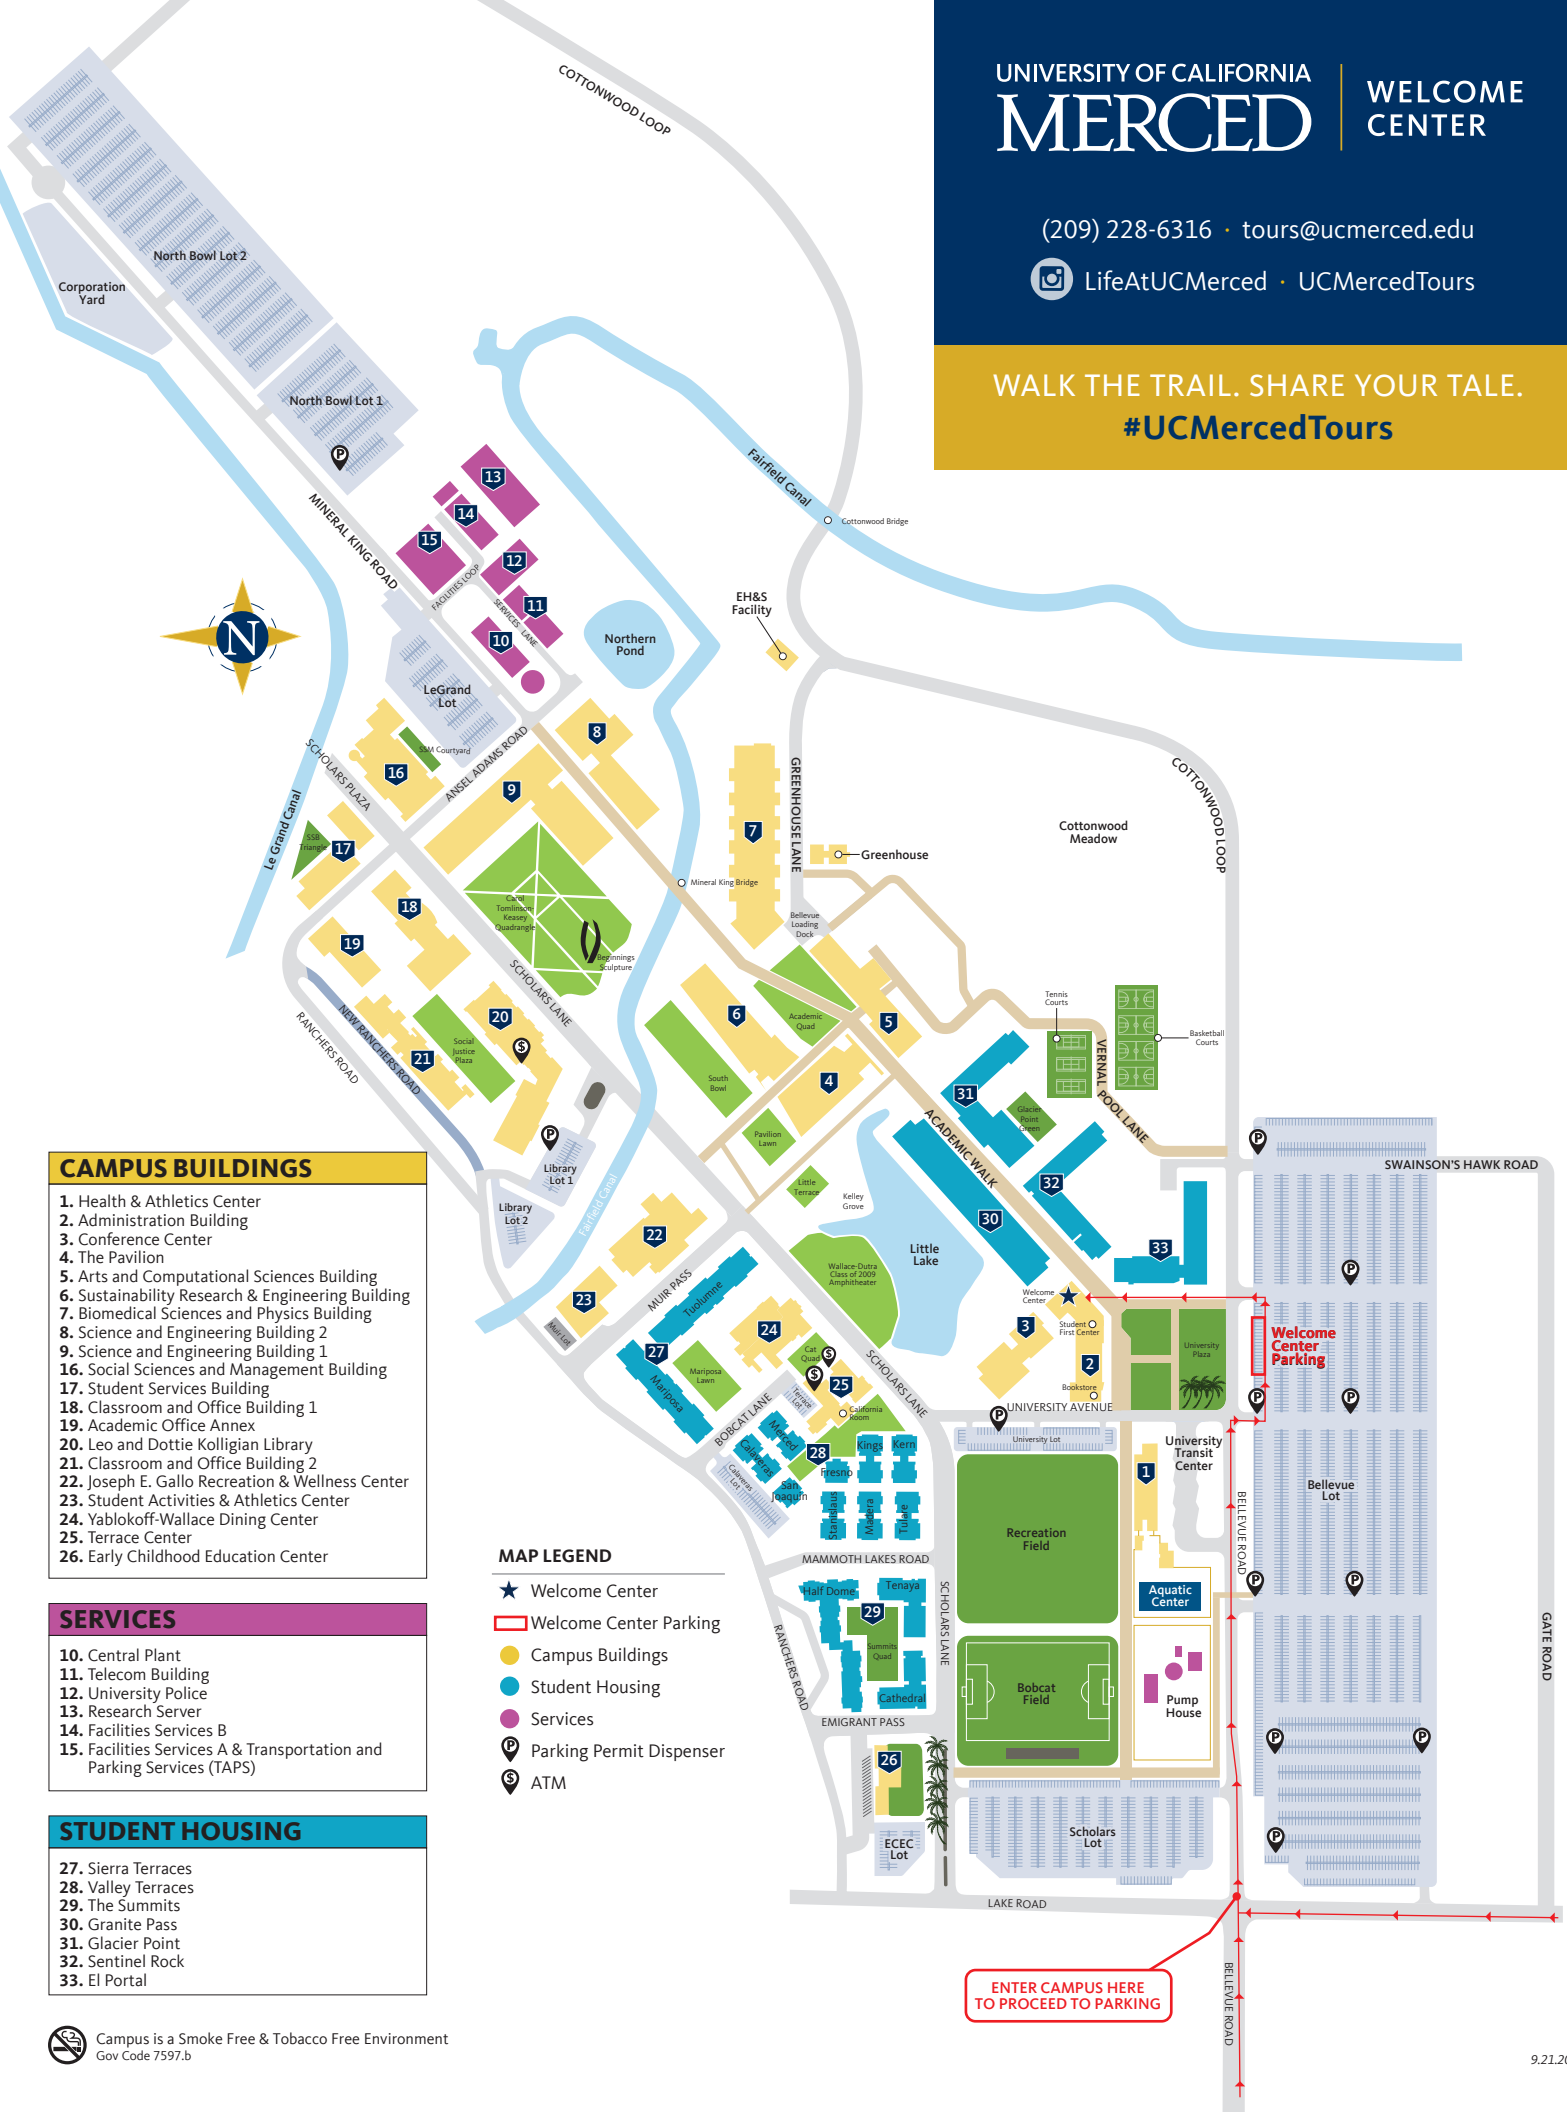 UNIVERSITY OF CALIFORNIA
MERCED
WELCOME
CENTER
(209) 228-6316 · tours@ucmerced.edu
LifeAtUCMerced · UCMercedTours
WALK THE TRAIL. SHARE YOUR TALE.
#UCMercedTours
COTTONWOOD LOOP
North Bowl Lot 2
Corporation
Yard
North Bowl Lot 1
P
MINERAL KING ROAD
13
14
15
12
11
10
FACILITIES LOOP
SERVICES LANE
Fairfield Canal
Cottonwood Bridge
EH&S
Facility
Northern
Pond
N
LeGrand
Lot
SSM Courtyard
ANSEL ADAMS ROAD
SCHOLARS PLAZA
Le Grand Canal
SSB
Triangle
16
17
8
9
7
GREENHOUSE LANE
Greenhouse
Cottonwood
Meadow
COTTONWOOD LOOP
Mineral King Bridge
Bellevue
Loading
Dock
Carol
Tomlinson-
Keasey
Quadrangle
Beginnings
Sculpture
18
19
SCHOLARS LANE
NEW RANCHERS ROAD
RANCHERS ROAD
20
21
$
Social
Justice
Plaza
6
Academic
Quad
5
4
South
Bowl
Pavilion
Lawn
Little
Terrace
Kelley
Grove
Tennis
Courts
Basketball
Courts
VERNAL POOL LANE
31
Glacier
Point
Green
ACADEMIC WALK
32
30
33
P
SWAINSON'S HAWK ROAD
P
Library
Lot 1
Library
Lot 2
Fairfield Canal
22
23
Muir Lot
MUIR PASS
Tuolumne
Wallace-Dutra
Class of 2009
Amphitheater
Little
Lake
Welcome
Center
Student
First Center
3
2
Bookstore
University
Plaza
P
Welcome
Center
Parking
P
P
27
Mariposa
Mariposa
Lawn
24
Cat
Quad
$
$
25
Terrace
Lot
California
Room
SCHOLARS LANE
BOBCAT LANE
UNIVERSITY AVENUE
P
University Lot
University
Transit
Center
Bellevue
Lot
Merced
Calaveras
Calaveras
Lot
28
San
Joaquin
Fresno
Kings
Kern
Stanislaus
Madera
Tulare
MAMMOTH LAKES ROAD
1
Recreation
Field
BELLEVUE ROAD
Aquatic
Center
P
P
Half Dome
Tenaya
29
Summits
Quad
Cathedral
SCHOLARS LANE
RANCHERS ROAD
EMIGRANT PASS
Bobcat
Field
Pump
House
GATE ROAD
P
P
26
ECEC
Lot
Scholars
Lot
P
LAKE ROAD
ENTER CAMPUS HERE
TO PROCEED TO PARKING
BELLEVUE ROAD
CAMPUS BUILDINGS
1. Health & Athletics Center
2. Administration Building
3. Conference Center
4. The Pavilion
5. Arts and Computational Sciences Building
6. Sustainability Research & Engineering Building
7. Biomedical Sciences and Physics Building
8. Science and Engineering Building 2
9. Science and Engineering Building 1
16. Social Sciences and Management Building
17. Student Services Building
18. Classroom and Office Building 1
19. Academic Office Annex
20. Leo and Dottie Kolligian Library
21. Classroom and Office Building 2
22. Joseph E. Gallo Recreation & Wellness Center
23. Student Activities & Athletics Center
24. Yablokoff-Wallace Dining Center
25. Terrace Center
26. Early Childhood Education Center
SERVICES
10. Central Plant
11. Telecom Building
12. University Police
13. Research Server
14. Facilities Services B
15. Facilities Services A & Transportation and
Parking Services (TAPS)
STUDENT HOUSING
27. Sierra Terraces
28. Valley Terraces
29. The Summits
30. Granite Pass
31. Glacier Point
32. Sentinel Rock
33. El Portal
MAP LEGEND
Welcome Center
Welcome Center Parking
Campus Buildings
Student Housing
Services
P Parking Permit Dispenser
$ ATM
Campus is a Smoke Free & Tobacco Free Environment
Gov Code 7597.b